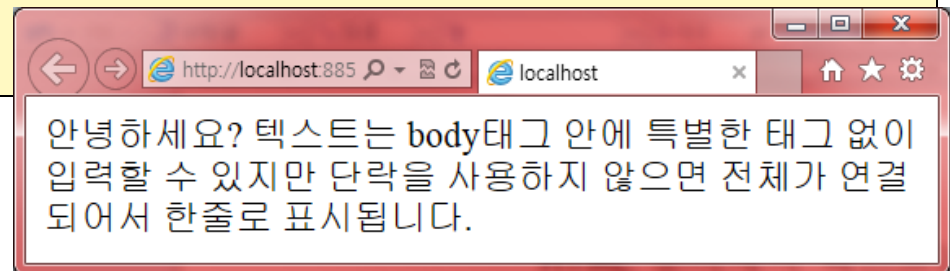 http://localhost:885
localhost
안녕하세요? 텍스트는 body태그 안에 특별한 태그 없이
입력할 수 있지만 단락을 사용하지 않으면 전체가 연결
되어서 한줄로 표시됩니다.